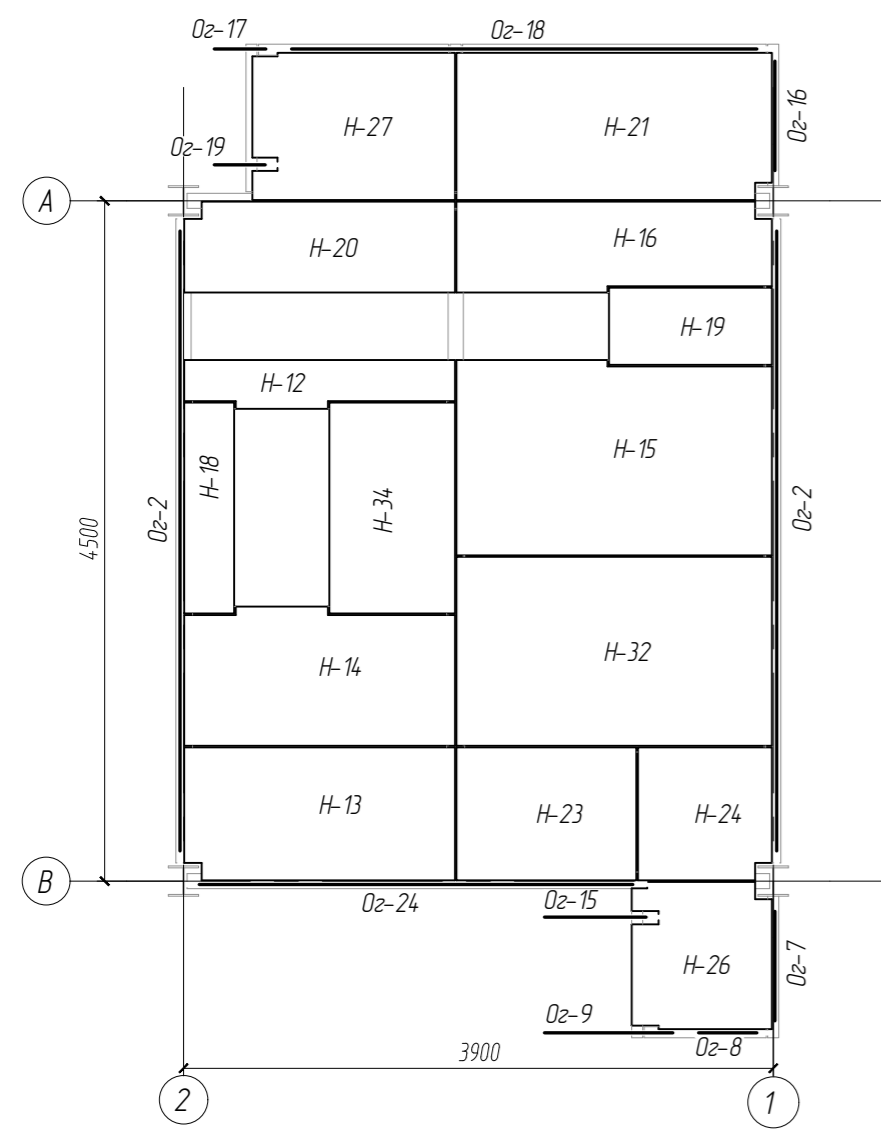 Ог-17
Ог-18
Н-27
Н-21
Ог-16
Ог-19
А
Н-20
Н-16
Н-19
Н-12
Н-18
Н-34
Н-15
Ог-2
Ог-2
4500
Н-14
Н-32
Н-13
Н-23
Н-24
В
Ог-24
Ог-15
Н-26
Ог-7
Ог-9
Ог-8
3900
2
1